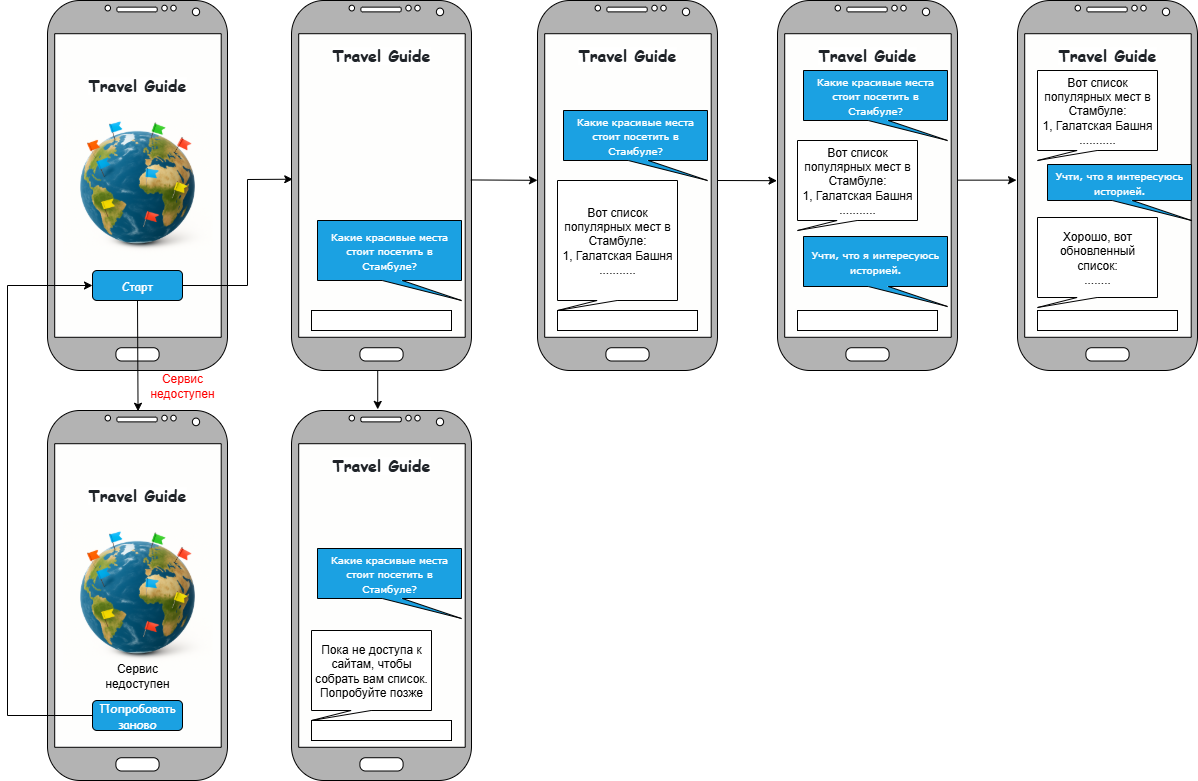 Travel Guide
Старт
Travel Guide
Какие красивые места
стоит посетить в
Стамбуле?
Travel Guide
Какие красивые места
стоит посетить в
Стамбуле?
Вот список
популярных мест в
Стамбуле:
1, Галатская Башня
...........
Travel Guide
Какие красивые места
стоит посетить в
Стамбуле?
Вот список
популярных мест в
Стамбуле:
1, Галатская Башня
...........
Учти, что я интересуюсь
историей.
Travel Guide
Вот список
популярных мест в
Стамбуле:
1, Галатская Башня
...........
Учти, что я интересуюсь
историей.
Хорошо, вот
обновленный
список:
........
Сервис
недоступен
Travel Guide
Сервис
недоступен
Попробовать
заново
Travel Guide
Какие красивые места
стоит посетить в
Стамбуле?
Пока не доступа к
сайтам, чтобы
собрать вам список.
Попробуйте позже